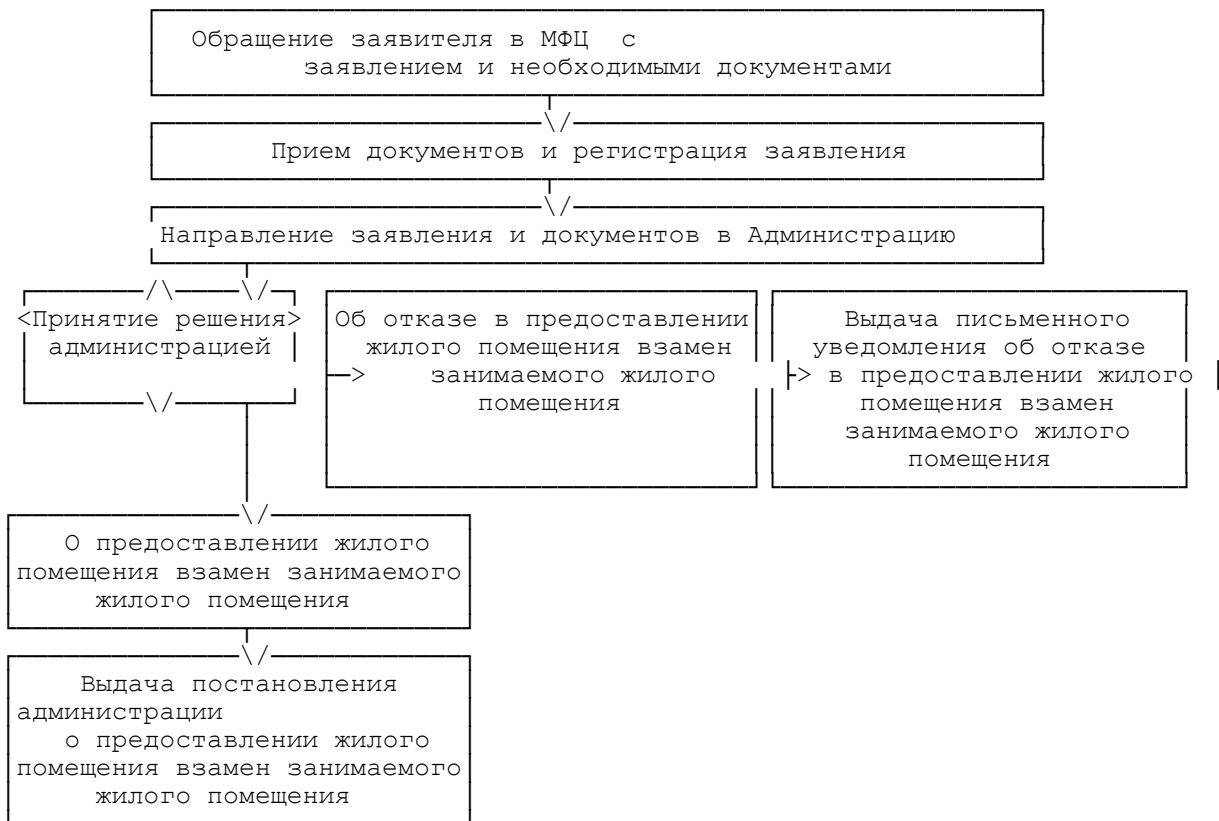 Обращение заявителя в МФЦ с
заявлением и необходимыми документами
Прием документов и регистрация заявления
Направление заявления и документов в Администрацию
<Принятие решения>
администрацией
Об отказе в предоставлении
жилого помещения взамен
занимаемого жилого
помещения
Выдача письменного
уведомления об отказе
в предоставлении жилого
помещения взамен
занимаемого жилого
помещения
О предоставлении жилого
помещения взамен занимаемого
жилого помещения
Выдача постановления
администрации
о предоставлении жилого
помещения взамен занимаемого
жилого помещения